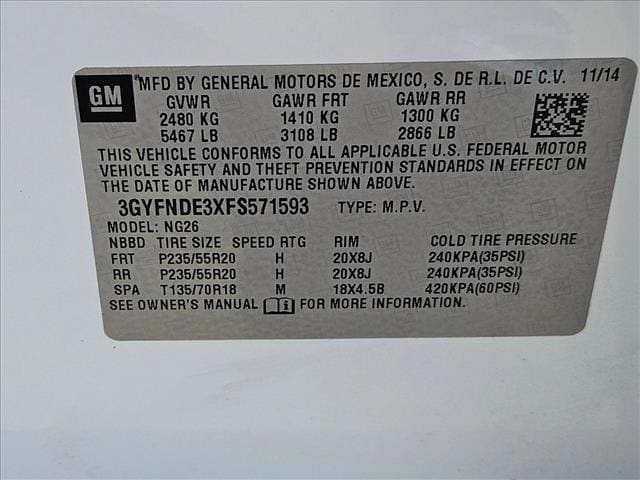 GM
MFD BY GENERAL MOTORS DE MEXICO, S. DE R.L. DE C.V. 11/14
GVWR GAWR FRT GAWR RR
2480 KG 1410 KG 1300 KG
5467 LB 3108 LB 2866 LB
THIS VEHICLE CONFORMS TO ALL APPLICABLE U.S. FEDERAL MOTOR
VEHICLE SAFETY AND THEFT PREVENTION STANDARDS IN EFFECT ON
THE DATE OF MANUFACTURE SHOWN ABOVE.
3GYFNDE3XFS571593 TYPE: M.P.V.
MODEL: NG26
NBBD TIRE SIZE SPEED RTG RIM COLD TIRE PRESSURE
FRT P235/55R20 H 20X8J 240KPA(35PSI)
RR P235/55R20 H 20X8J 240KPA(35PSI)
SPA T135/70R18 M 18X4.5B 420KPA(60PSI)
SEE OWNER'S MANUAL FOR MORE INFORMATION.